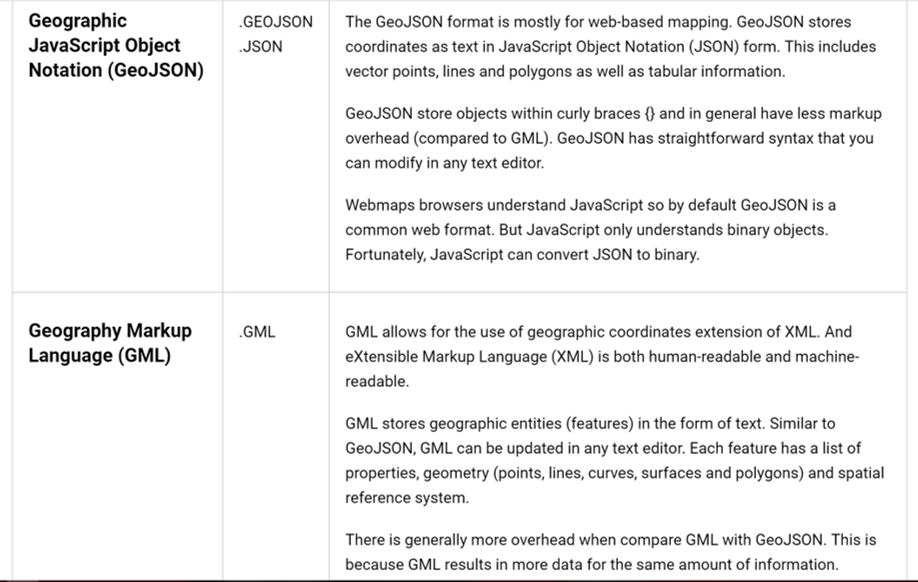 Geographic
JavaScript Object
Notation (GeoJSON)
.GEOJSON
.JSON
The GeoJSON format is mostly for web-based mapping. GeoJSON stores
coordinates as text in JavaScript Object Notation (JSON) form. This includes
vector points, lines and polygons as well as tabular information.
GeoJSON store objects within curly braces {} and in general have less markup
overhead (compared to GML). GeoJSON has straightforward syntax that you
can modify in any text editor.
Webmaps browsers understand JavaScript so by default GeoJSON is a
common web format. But JavaScript only understands binary objects.
Fortunately, JavaScript can convert JSON to binary.
Geography Markup
Language (GML)
.GML
GML allows for the use of geographic coordinates extension of XML. And
eXtensible Markup Language (XML) is both human-readable and machine-
readable.
GML stores geographic entities (features) in the form of text. Similar to
GeoJSON, GML can be updated in any text editor. Each feature has a list of
properties, geometry (points, lines, curves, surfaces and polygons) and spatial
reference system.
There is generally more overhead when compare GML with GeoJSON. This is
because GML results in more data for the same amount of information.